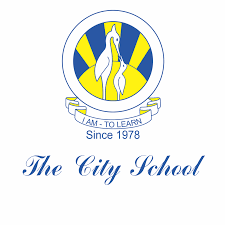 I AM - TO LEARN
Since 1978
The City School